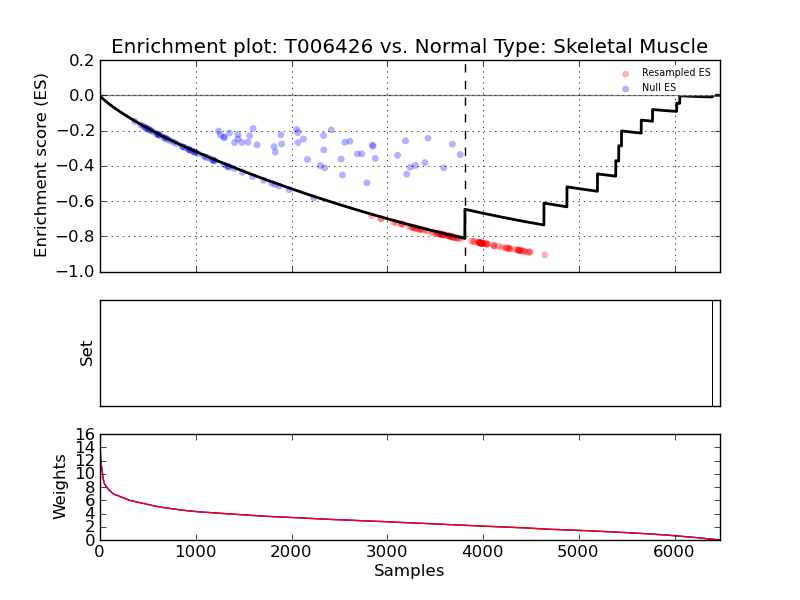 Enrichment plot: T006426 vs. Normal Type: Skeletal Muscle
Enrichment score (ES)
0.2
0.0
−0.2
−0.4
−0.6
−0.8
−1.0
Resampled ES
Null ES
Set
Weights
16
14
12
10
8
6
4
2
0
0 1000 2000 3000 4000 5000 6000
Samples